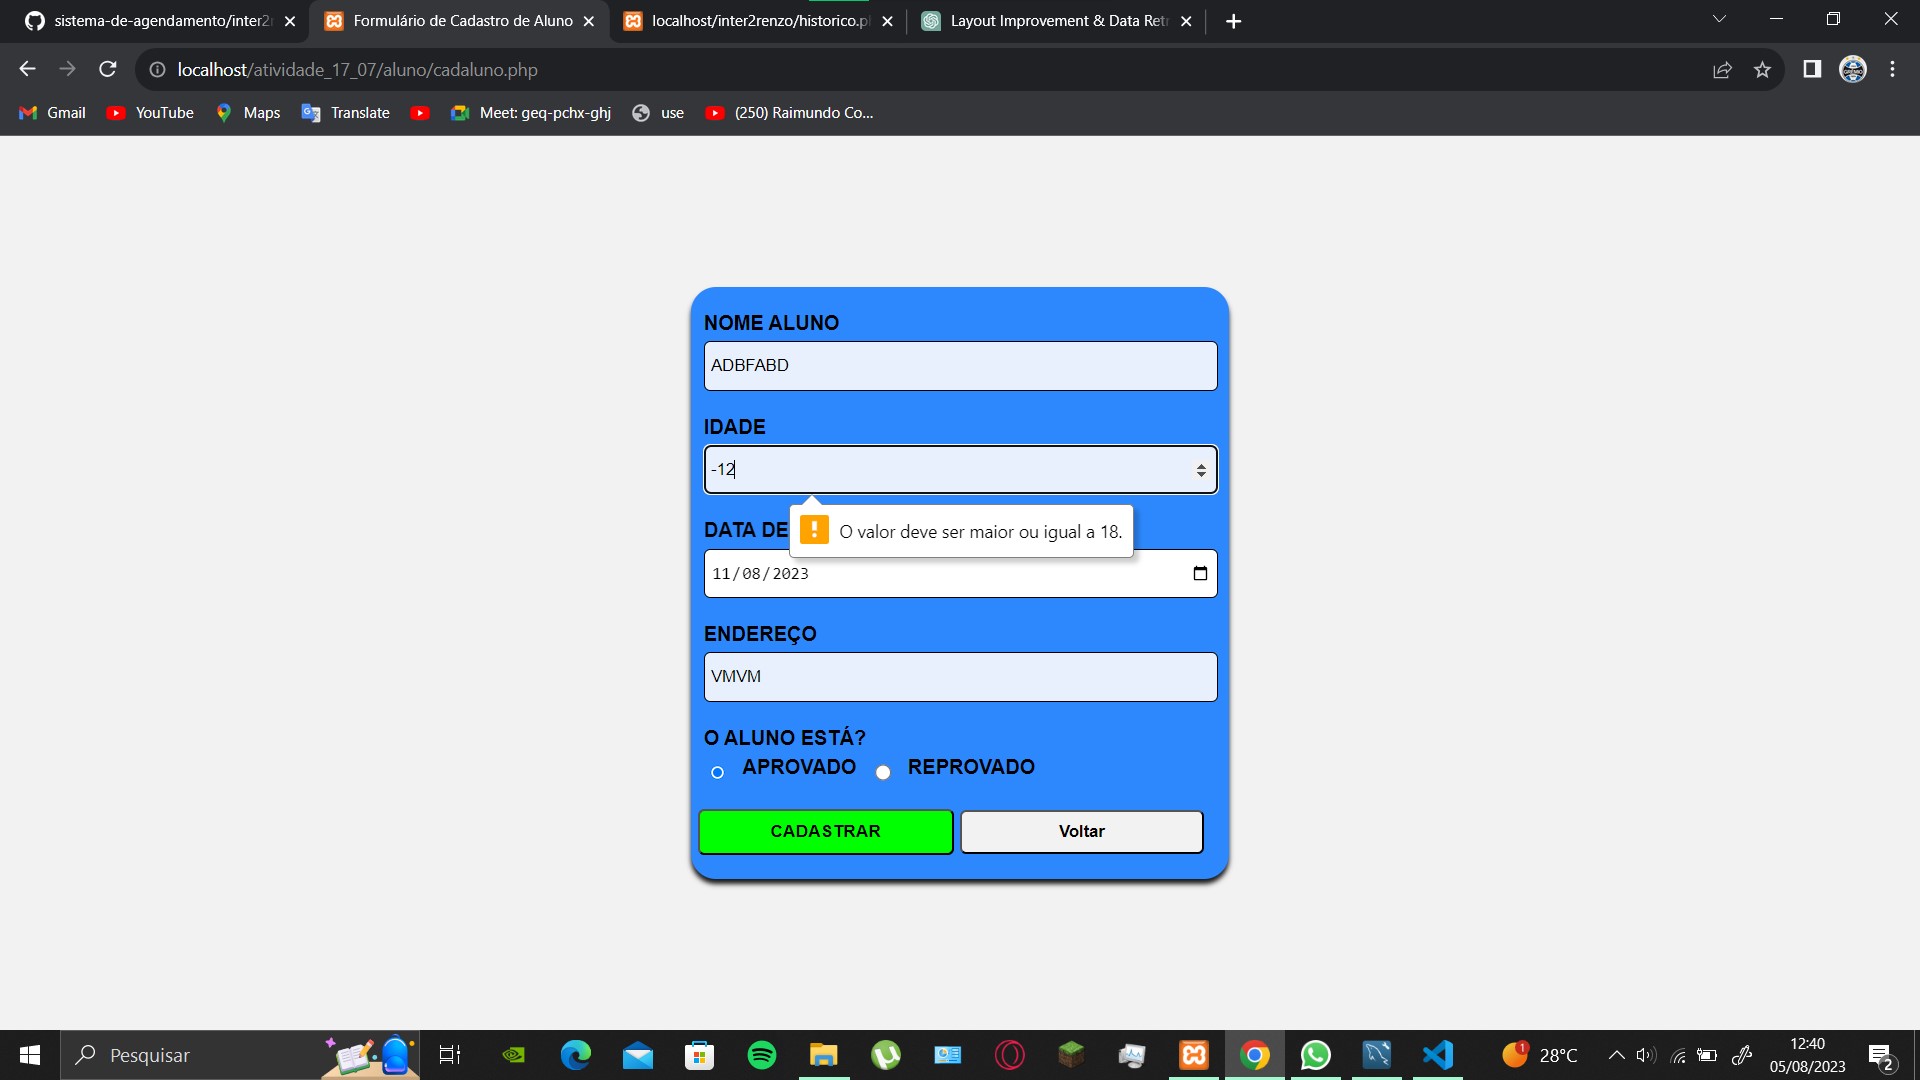 sistema-de-agendamento/inter2r
Formulário de Cadastro de Aluno
localhost/inter2renzo/historico.p
Layout Improvement & Data Retr
localhost/atividade_17_07/aluno/cadaluno.php
Gmail
YouTube
Maps
Translate
Meet: geq-pchx-ghj
use
(250) Raimundo Co...
NOME ALUNO
ADBFABD
IDADE
-12
O valor deve ser maior ou igual a 18.
DATA DE
11/08/2023
ENDEREÇO
VMVM
O ALUNO ESTÁ?
APROVADO
REPROVADO
CADASTRAR
Voltar
Pesquisar
1
28°C
12:40
05/08/2023
2